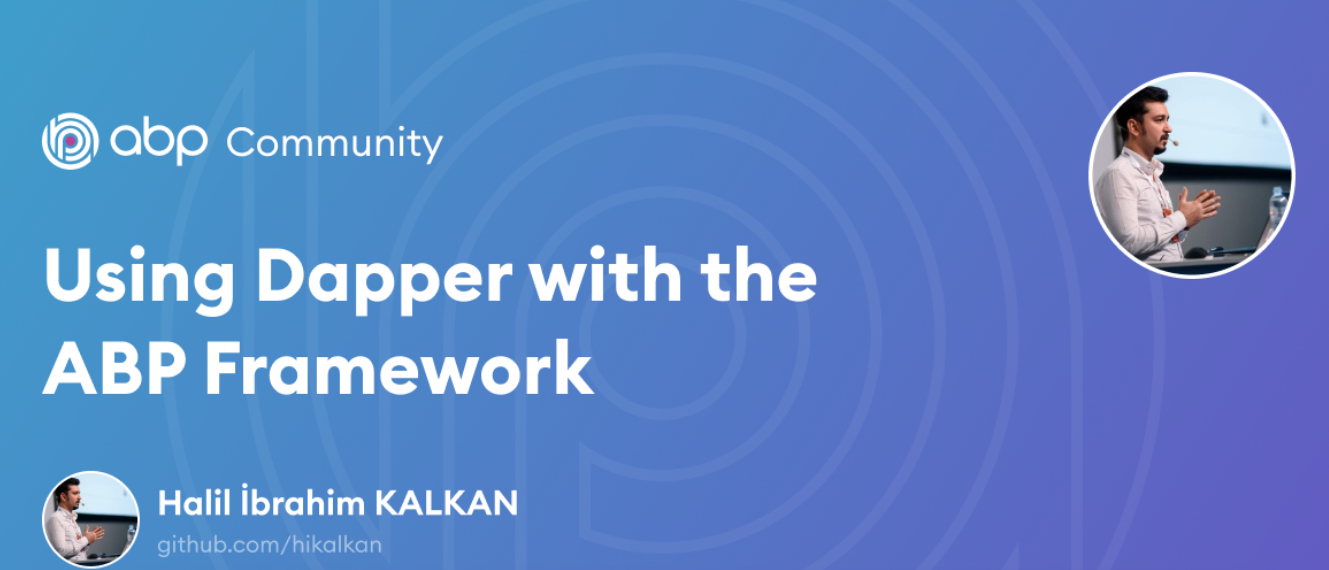 abp Community
Using Dapper with the
ABP Framework
Halil İbrahim KALKAN
github.com/hikalkan